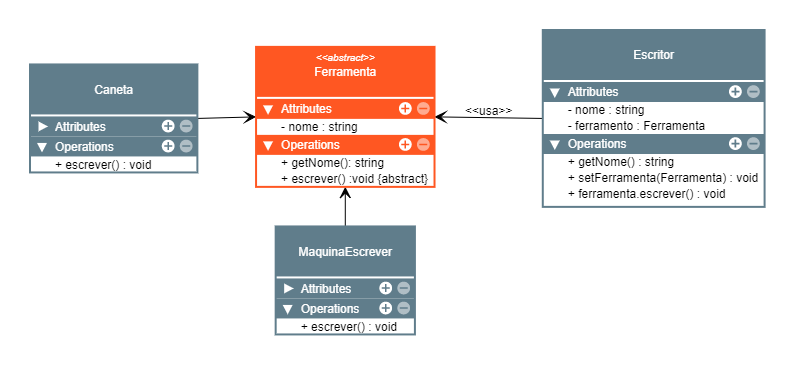 Caneta
Attributes
Operations
+ escrever() : void
<<abstract>>
Ferramenta
Attributes
- nome : string
Operations
+ getNome(): string
+ escrever() :void {abstract}
<<usa>>
Escritor
Attributes
- nome : string
- ferramento : Ferramenta
Operations
+ getNome() : string
+ setFerramenta(Ferramenta) : void
+ ferramenta.escrever() : void
MaquinaEscrever
Attributes
Operations
+ escrever() : void